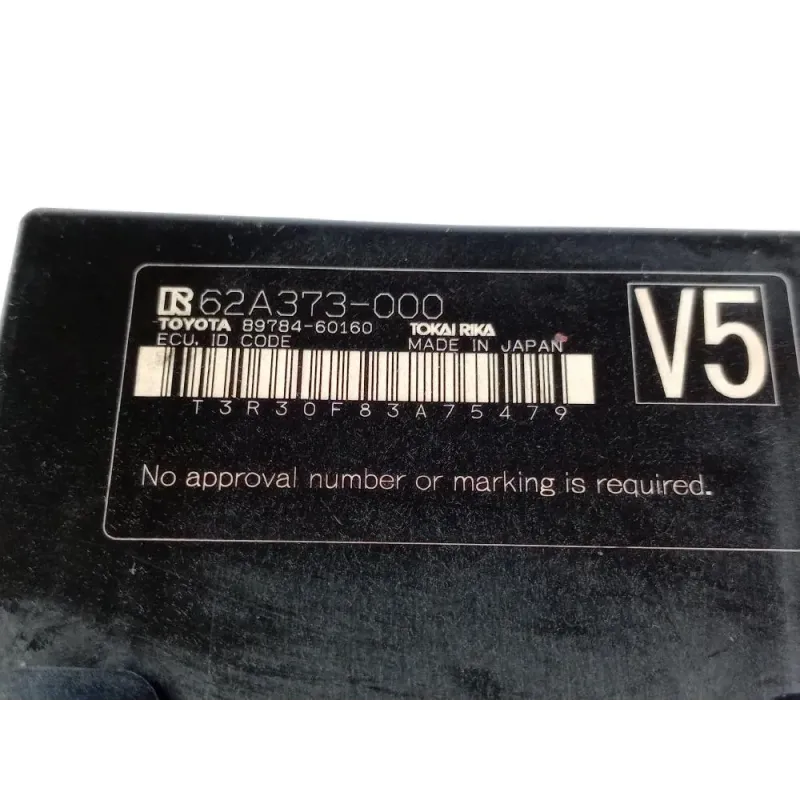 62A373-000
TOYOTA 89784-60160 TOKAI RIKA
ECU, ID CODE MADE IN JAPAN
V5
T3R30F83A75479
No approval number or marking is required.